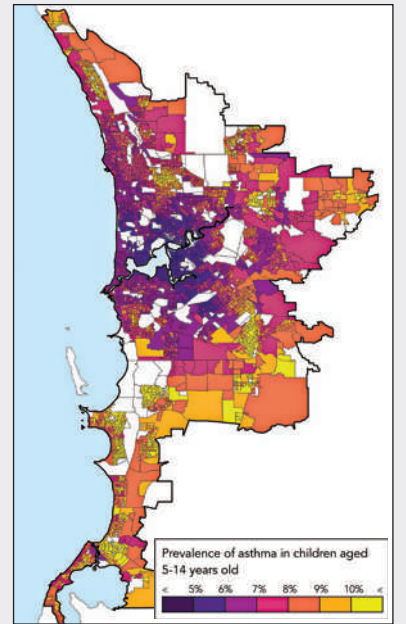 Prevalence of asthma in children aged
5-14 years old
< 5% 6% 7% 8% 9% 10% <